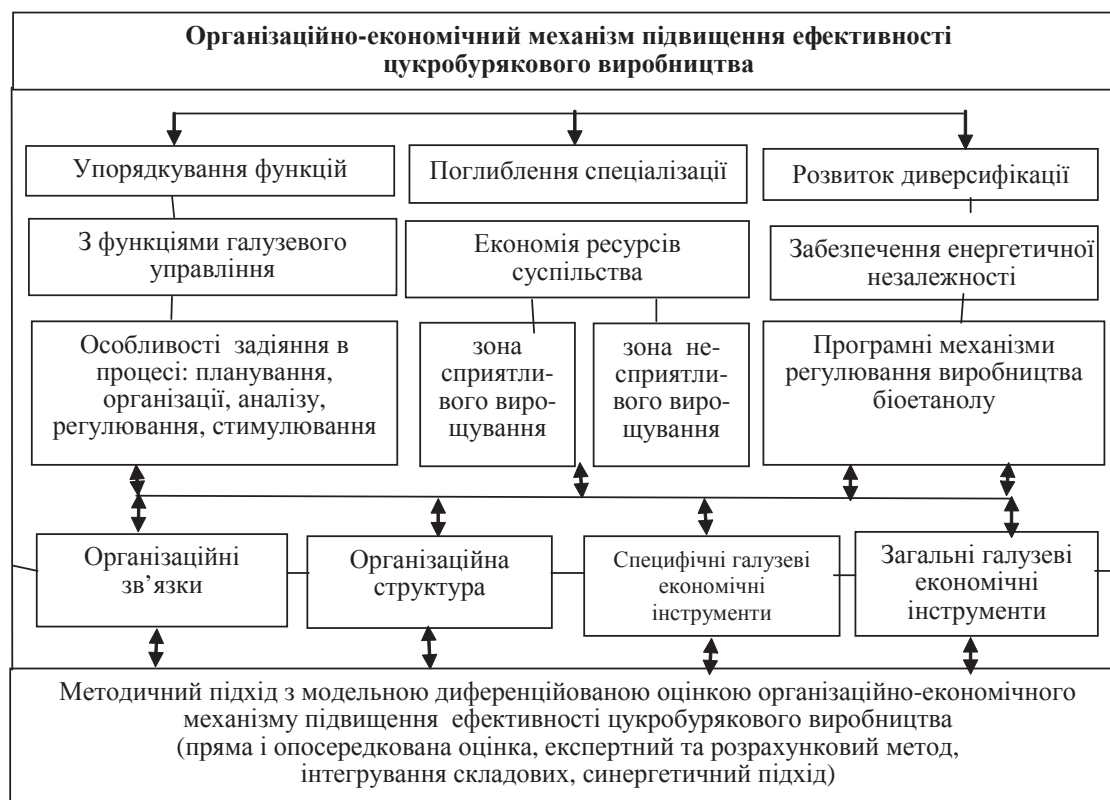 Організаційно-економічний механізм підвищення ефективності
цукробурякового виробництва
Упорядкування функцій
Поглиблення спеціалізації
Розвиток диверсифікації
З функціями галузевого
управління
Економія ресурсів
суспільства
Забезпечення енергетичної
незалежності
Особливості задіяння в
процесі: планування,
організації, аналізу,
регулювання, стимулювання
зона
сприятли-
вого виро-
щування
зона не-
сприятли-
вого виро-
щування
Програмні механізми
регулювання виробництва
біоетанолу
Організаційні
зв’язки
Організаційна
структура
Специфічні галузеві
економічні
інструменти
Загальні галузеві
економічні
інструменти
Методичний підхід з модельною диференційованою оцінкою організаційно-економічного
механізму підвищення ефективності цукробурякового виробництва
(пряма і опосередкована оцінка, експертний та розрахунковий метод,
інтегрування складових, синергетичний підхід)